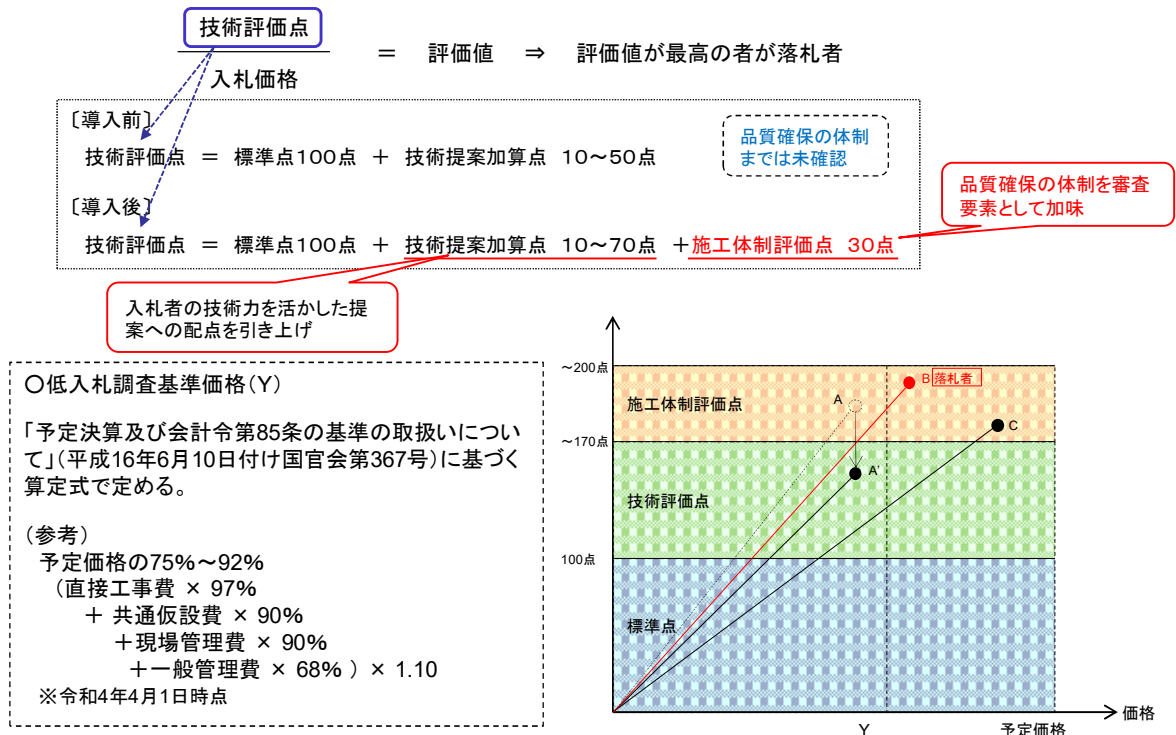 技術評価点
入札価格
＝ 評価値 ⇒ 評価値が最高の者が落札者
〔導入前〕
技術評価点 ＝ 標準点100点 ＋ 技術提案加算点 10～50点
品質確保の体制
までは未確認
〔導入後〕
技術評価点 ＝ 標準点100点 ＋ 技術提案加算点 10～70点 ＋施工体制評価点 30点
品質確保の体制を審査
要素として加味
入札者の技術力を活かした提
案への配点を引き上げ
〇低入札調査基準価格(Y)
「予定決算及び会計令第85条の基準の取扱いについ
て」(平成16年6月10日付け国官会第367号)に基づく
算定式で定める。
(参考)
予定価格の75%～92%
(直接工事費 × 97%
＋ 共通仮設費 × 90%
＋現場管理費 × 90%
＋一般管理費 × 68% ) × 1.10
※令和4年4月1日時点
～200点
施工体制評価点
A
B 落札者
C
～170点
A'
技術評価点
100点
標準点
価格
Y
予定価格